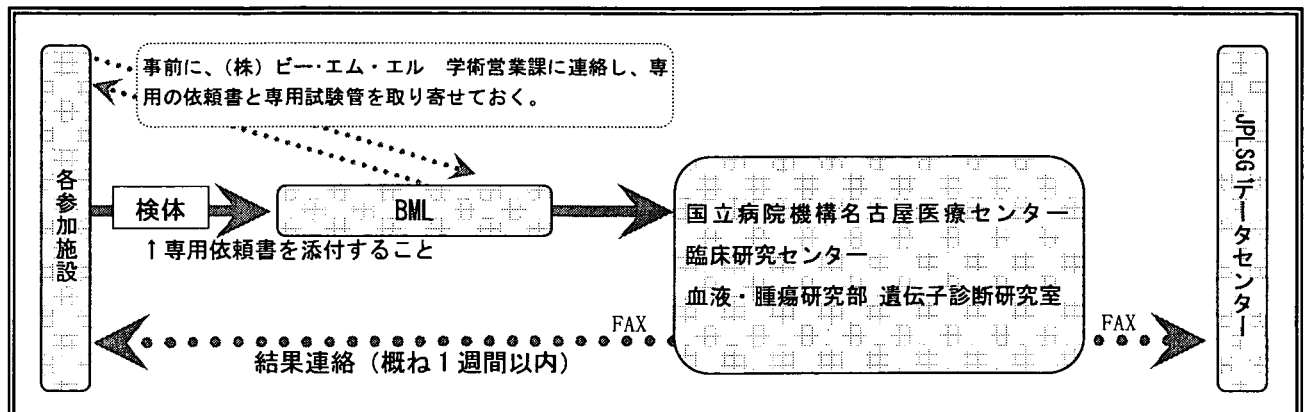 事前に、(株) ビー・エム・エル　学術営業課に連絡し、専
用の依頼書と専用試験管を取り寄せておく。
各参加施設
検体
BML
↑専用依頼書を添付すること
国立病院機構名古屋医療センター
臨床研究センター
血液・腫瘍研究部 遺伝子診断研究室
JPLSGデータセンター
FAX
FAX
結果連絡（概ね１週間以内）